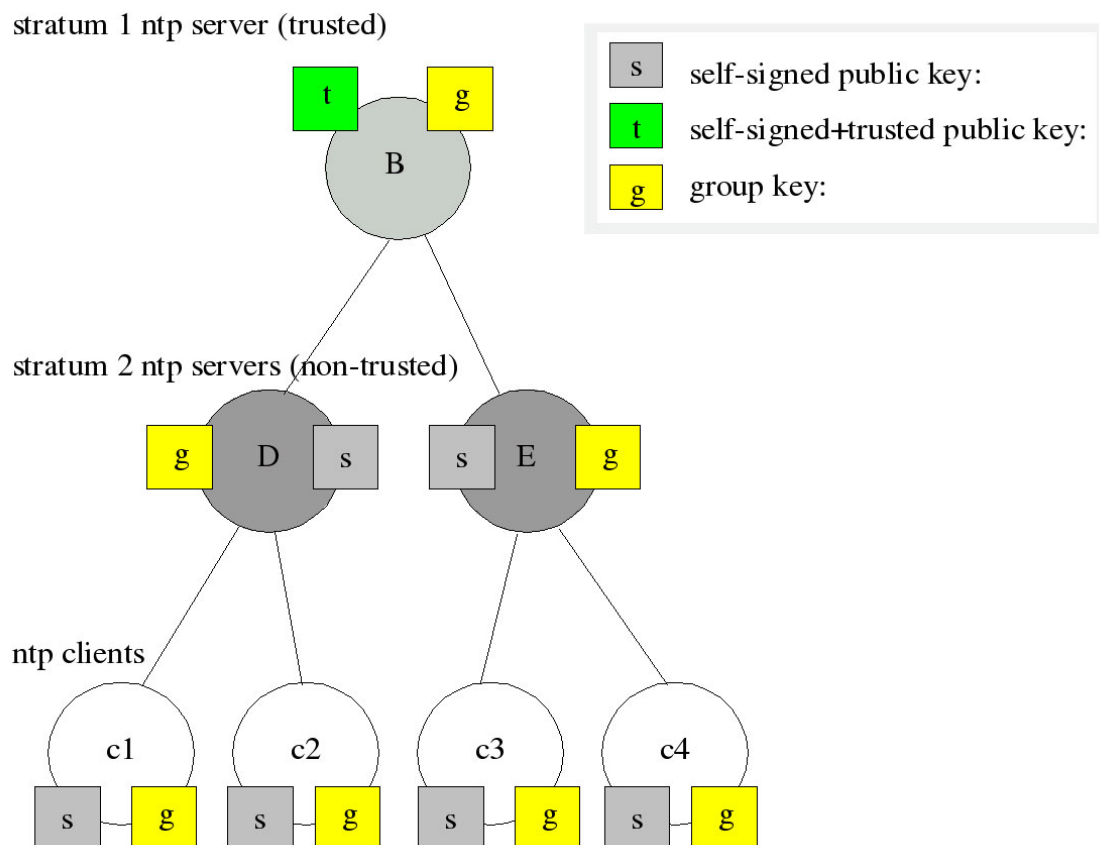 stratum 1 ntp server (trusted)
s self-signed public key:
t self-signed+trusted public key:
g group key:
t g
B
stratum 2 ntp servers (non-trusted)
g D s s E g
ntp clients
c1 c2 c3 c4
s g s g s g s g